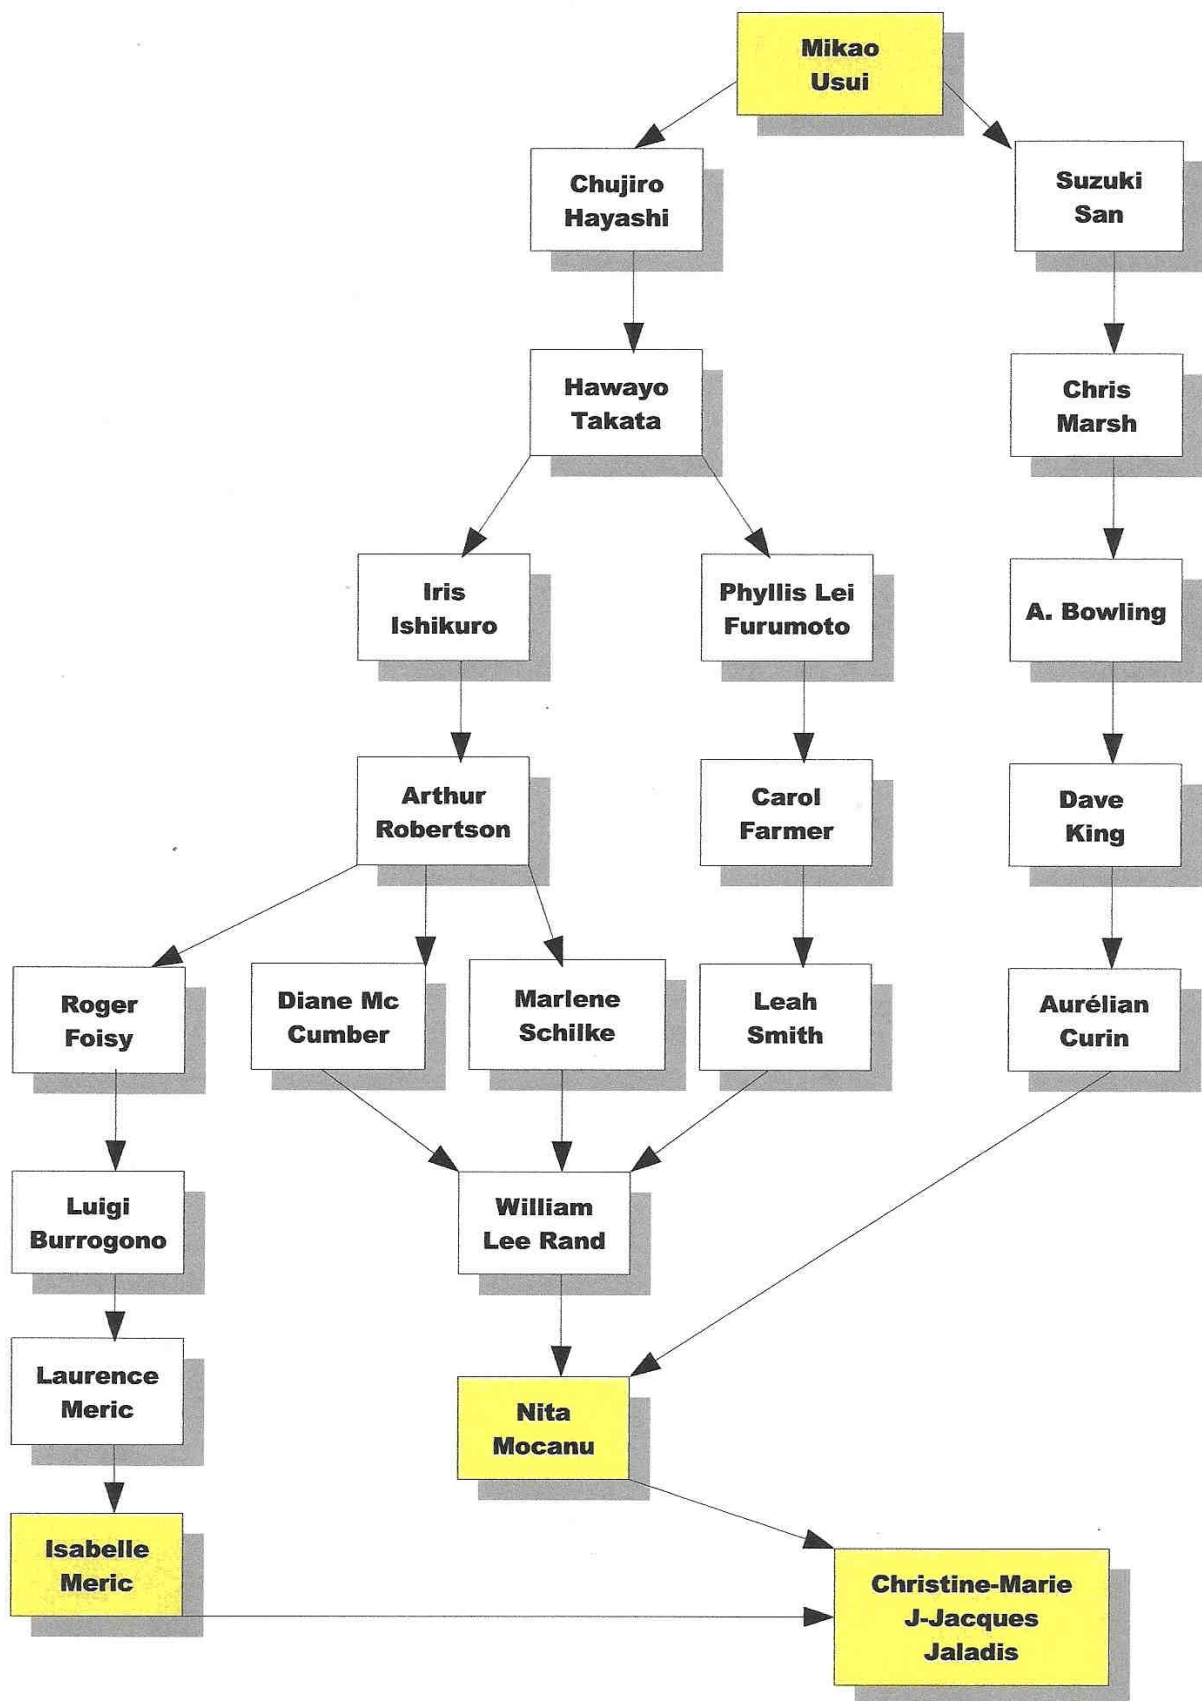 Mikao
Usui
Chujiro
Hayashi
Suzuki
San
Hawayo
Takata
Chris
Marsh
Iris
Ishikuro
Phyllis Lei
Furumoto
A. Bowling
Arthur
Robertson
Carol
Farmer
Dave
King
Roger
Foisy
Diane Mc
Cumber
Marlene
Schilke
Leah
Smith
Aurélian
Curin
Luigi
Burrogono
William
Lee Rand
Laurence
Meric
Nita
Mocanu
Isabelle
Meric
Christine-Marie
J-Jacques
Jaladis